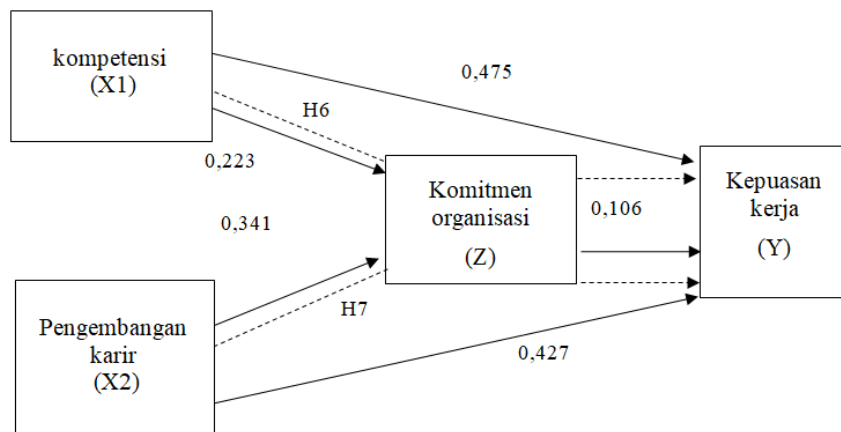 kompetensi
(X1)
0,475
H6
0,223
Komitmen
organisasi
(Z)
0,106
Kepuasan
kerja
(Y)
0,341
Pengembangan
karir
(X2)
H7
0,427